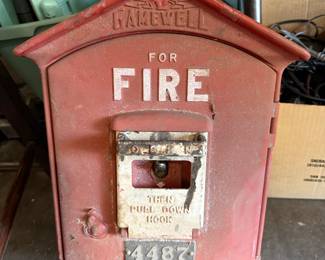 GAMEWELL
FOR
FIRE
THEN
PULL DOWN
HOOK
4487